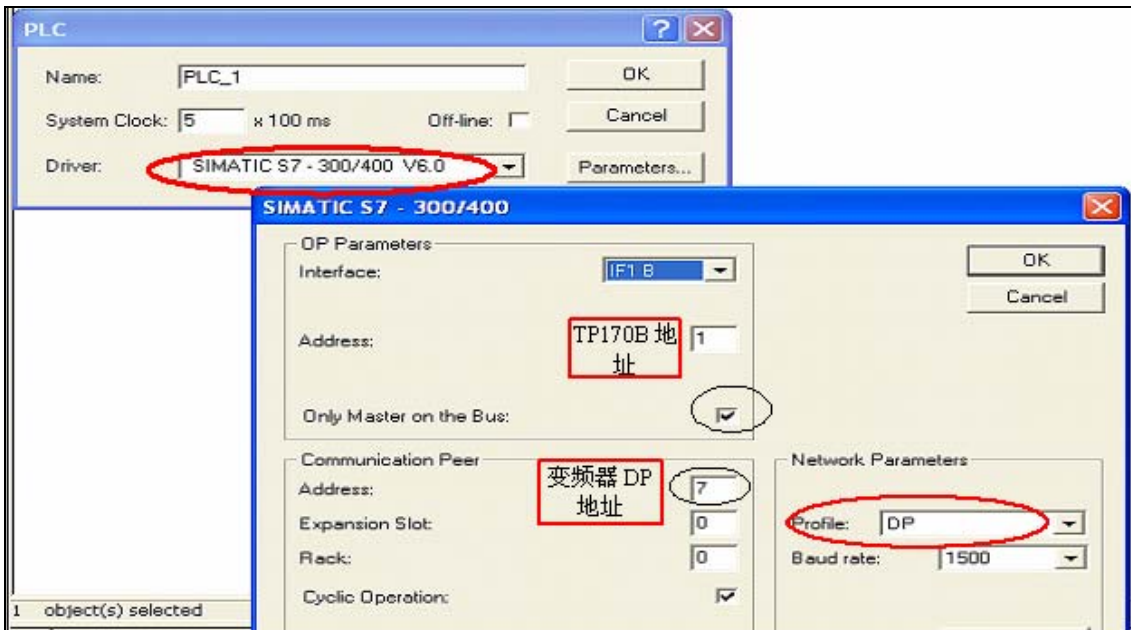 PLC
Name: PLC_1 OK
System Clock: 5 x 100 ms Off-line: Cancel
Driver: SIMATIC S7 - 300/400 V6.0 Parameters...
SIMATIC S7 - 300/400
OP Parameters
Interface: IF1 B OK
Cancel
Address: TP170B 地
址 1
Only Master on the Bus:
Communication Peer
Address: 变频器 DP
地址 7
Expansion Slot: 0
Rack: 0
Cyclic Operation:
Network Parameters
Profile: DP
Baud rate: 1500
1 object(s) selected